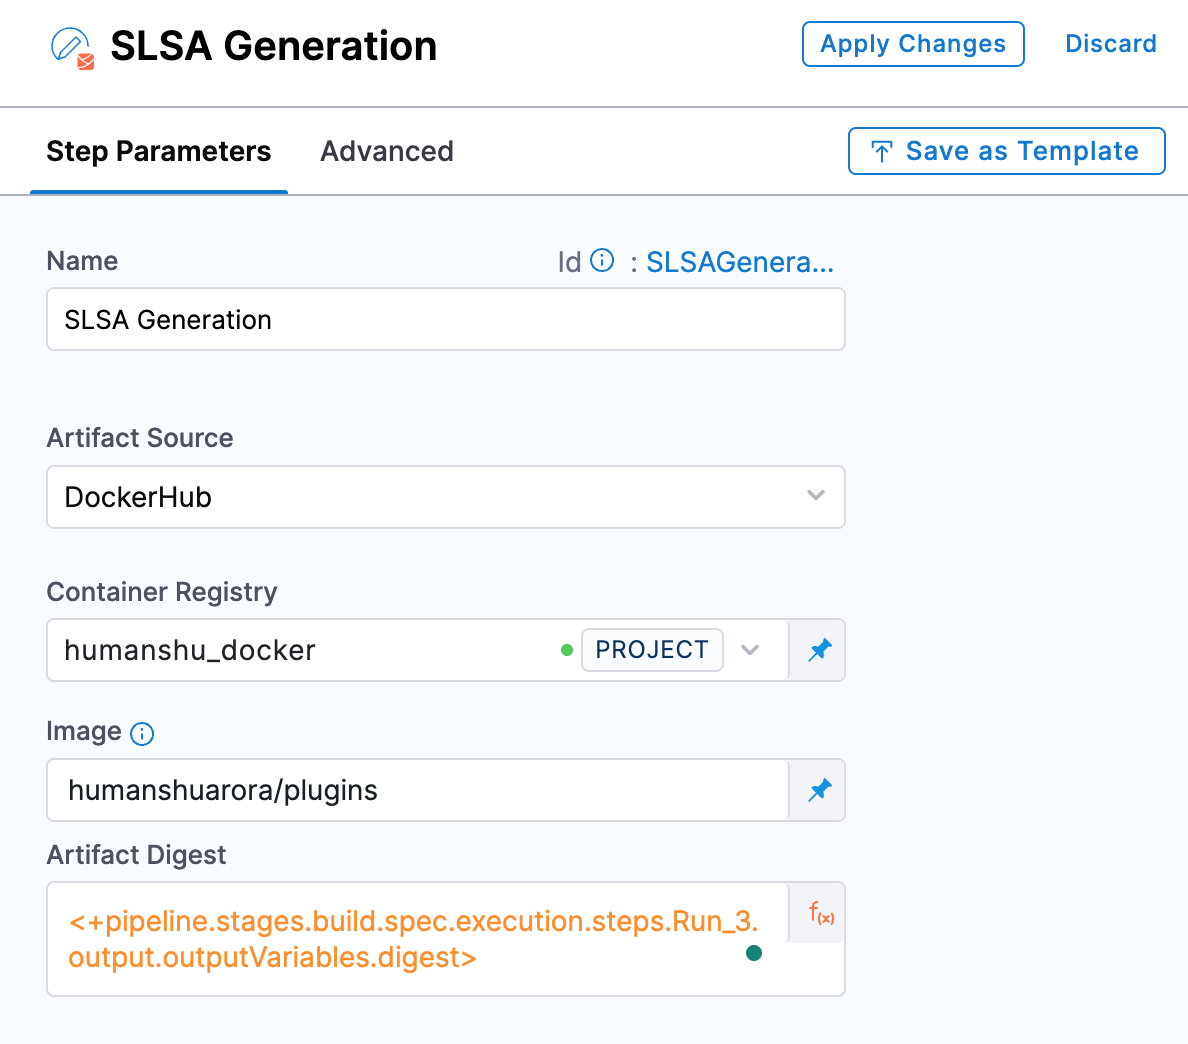 SLSA Generation
Apply Changes
Discard
Step Parameters
Advanced
Save as Template
Name
Id : SLSAGenera...
SLSA Generation
Artifact Source
DockerHub
Container Registry
humanshu_docker
PROJECT
Image
humanshuarora/plugins
Artifact Digest
<+pipeline.stages.build.spec.execution.steps.Run_3.
output.outputVariables.digest>
f(x)